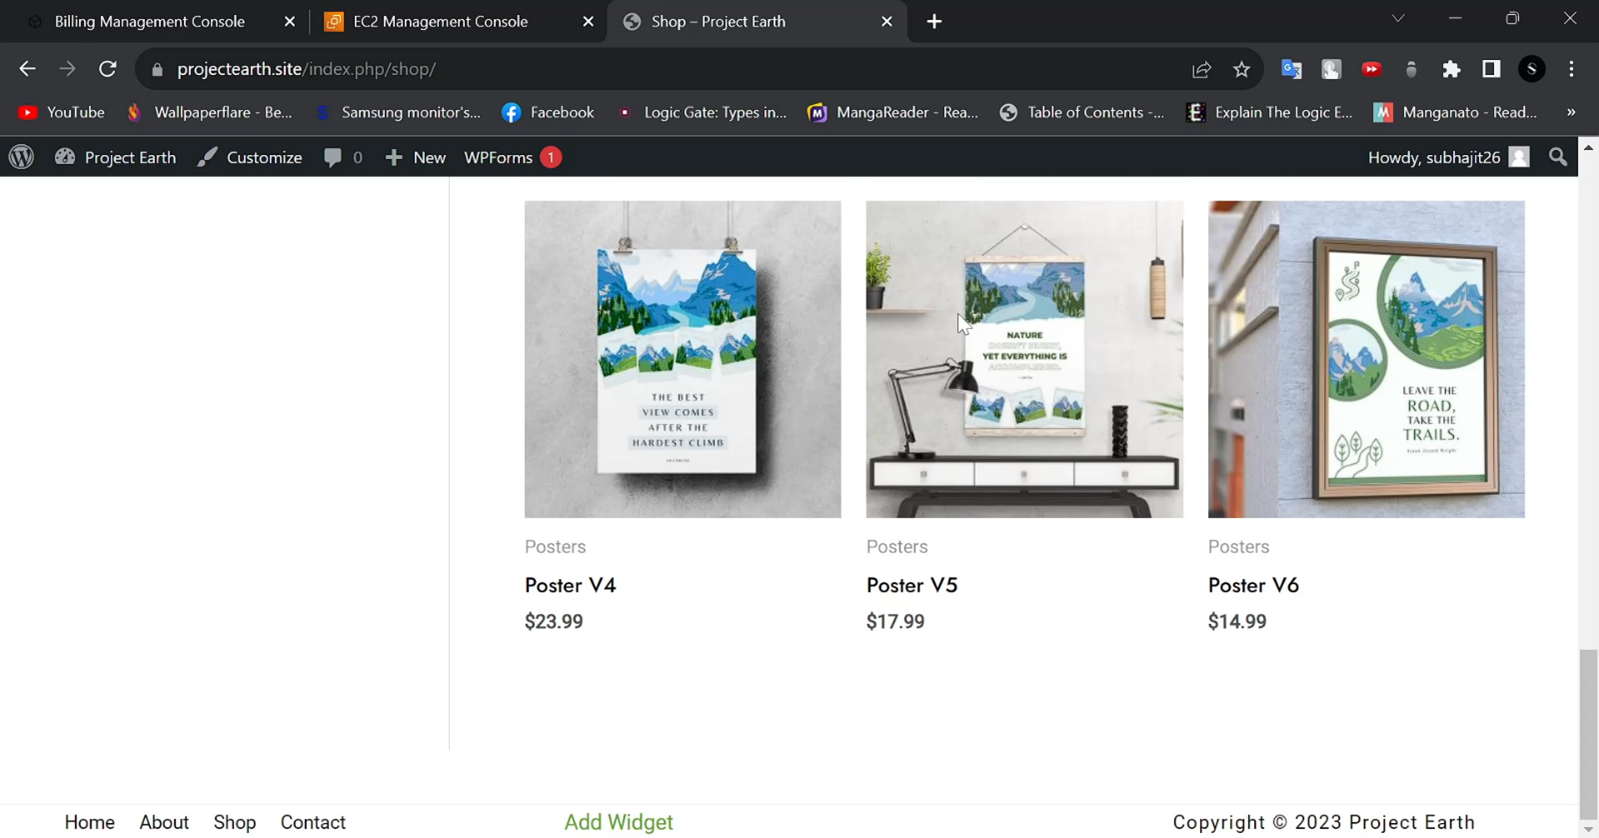 Billing Management Console
EC2 Management Console
Shop – Project Earth
projectearth.site/index.php/shop/
S
YouTube
Wallpaperflare - Be...
Samsung monitor's...
Facebook
Logic Gate: Types in...
MangaReader - Rea...
Table of Contents -...
Explain The Logic E...
Manganato - Read...
»
Project Earth
Customize
0
New
WPForms 1
Howdy, subhajit26
THE BEST
VIEW COMES
AFTER THE
HARDEST CLIMB
NATURE
DOESN'T HURRY,
YET EVERYTHING IS
ACCOMPLISHED.
LEAVE THE
ROAD,
TAKE THE
TRAILS.
Posters
Poster V4
$23.99
Posters
Poster V5
$17.99
Posters
Poster V6
$14.99
Home About Shop Contact
Add Widget
Copyright © 2023 Project Earth